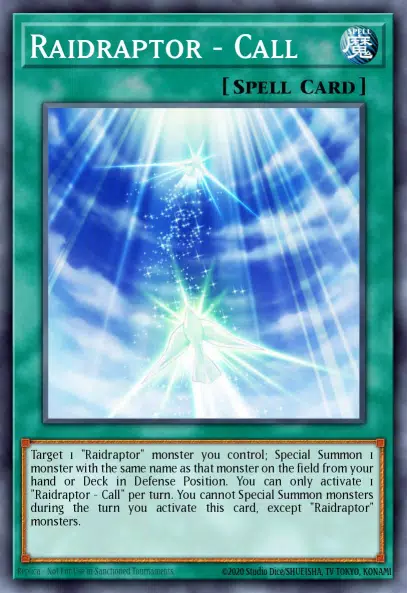 RAIDRAPTOR - CALL
SPELL
魔
[SPELL CARD]
Target 1 "Raidraptor" monster you control; Special Summon 1
monster with the same name as that monster on the field from your
hand or Deck in Defense Position. You can only activate 1
"Raidraptor - Call" per turn. You cannot Special Summon monsters
during the turn you activate this card, except "Raidraptor"
monsters.
Replica - Not For Use in Sanctioned Tournaments
©2020 Studio Dice/SHUEISHA, TV TOKYO, KONAMI